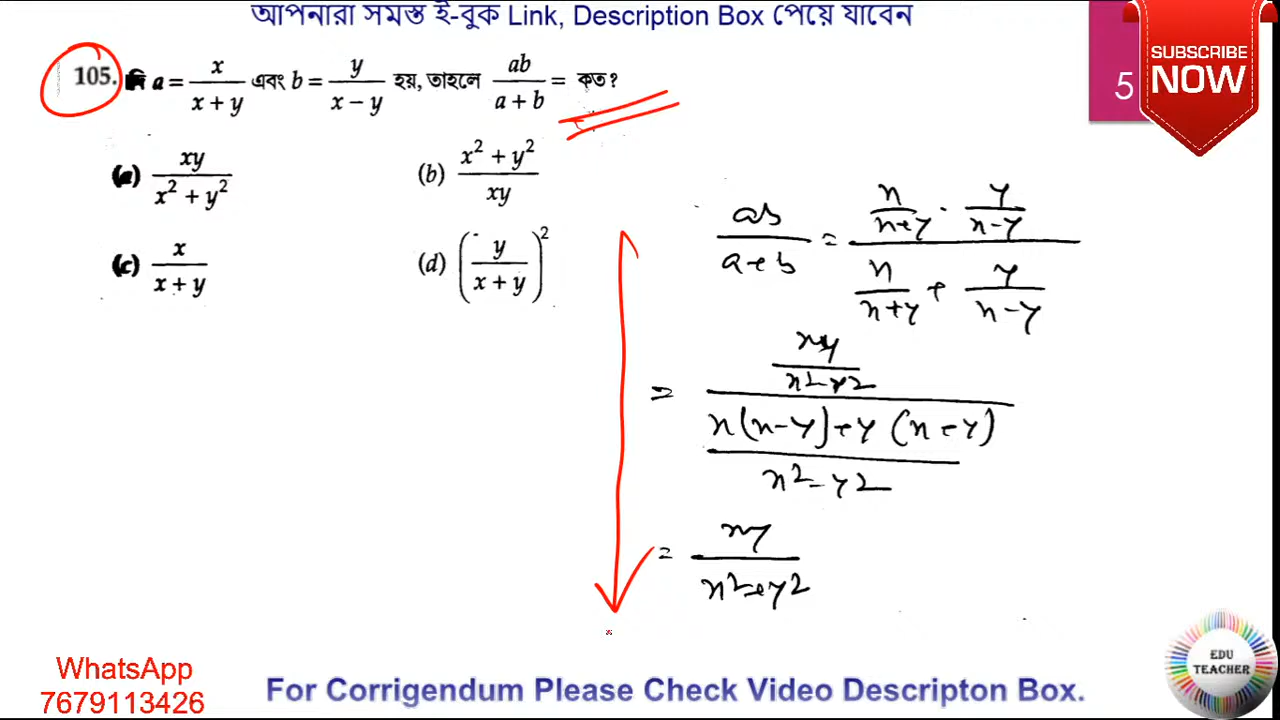 আপনারা সমস্ত ই-বুক Link, Description Box পেয়ে যাবেন
SUBSCRIBE
NOW
5
105. a = x/(x + y) এবং b = y/(x − y) হয়, তাহলে ab/(a + b) = কত?
(a) xy/(x² + y²)
(b) (x² + y²)/xy
(c) x/(x + y)
(d) (y/(x + y))²
ab/(a+b) = (x/(x+y) · y/(x−y))/(x/(x+y) + y/(x−y))
= (xy/(x²−y²))/((x(x−y)+y(x+y))/(x²−y²))
= xy/(x²+y²)
WhatsApp
7679113426
For Corrigendum Please Check Video Descripton Box.
EDU
TEACHER